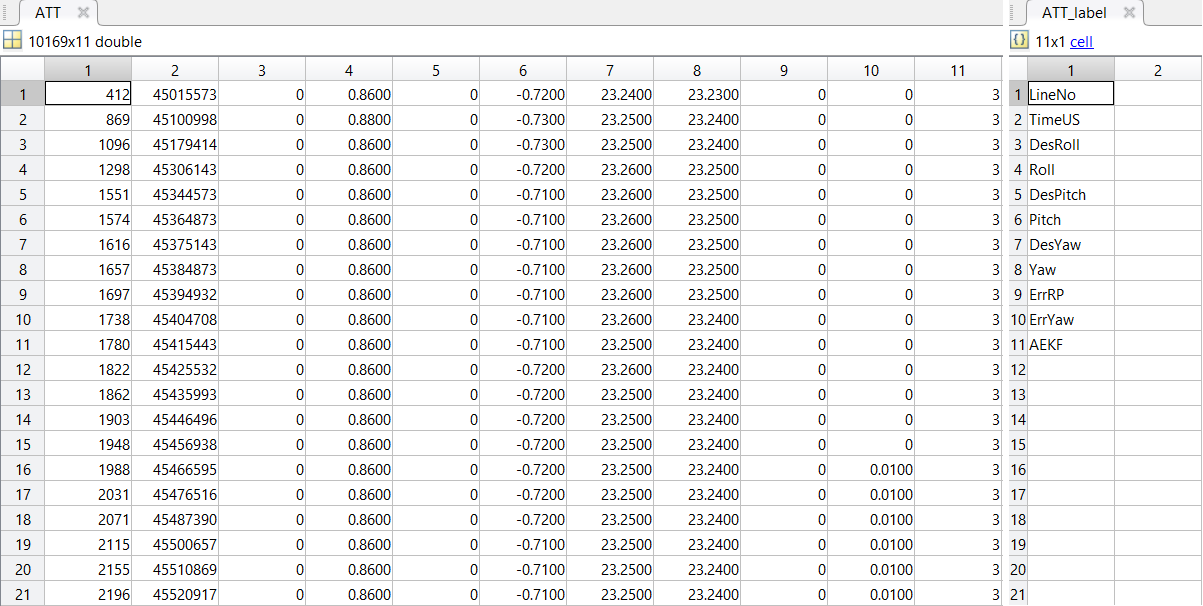 ATT ATT_label
10169x11 double 11x1 cell
1 2 3 4 5 6 7 8 9 10 11 1 2
1 412 45015573 0 0.8600 0 -0.7200 23.2400 23.2300 0 0 3 1 LineNo
2 869 45100998 0 0.8800 0 -0.7300 23.2500 23.2400 0 0 3 2 TimeUS
3 1096 45179414 0 0.8600 0 -0.7300 23.2500 23.2400 0 0 3 3 DesRoll
4 1298 45306143 0 0.8600 0 -0.7200 23.2600 23.2500 0 0 3 4 Roll
5 1551 45344573 0 0.8600 0 -0.7100 23.2600 23.2500 0 0 3 5 DesPitch
6 1574 45364873 0 0.8600 0 -0.7100 23.2600 23.2500 0 0 3 6 Pitch
7 1616 45375143 0 0.8600 0 -0.7100 23.2600 23.2500 0 0 3 7 DesYaw
8 1657 45384873 0 0.8600 0 -0.7100 23.2600 23.2500 0 0 3 8 Yaw
9 1697 45394932 0 0.8600 0 -0.7100 23.2600 23.2500 0 0 3 9 ErrRP
10 1738 45404708 0 0.8600 0 -0.7100 23.2600 23.2400 0 0 3 10 ErrYaw
11 1780 45415443 0 0.8600 0 -0.7100 23.2500 23.2400 0 0 3 11 AEKF
12 1822 45425532 0 0.8600 0 -0.7200 23.2600 23.2400 0 0 3 12
13 1862 45435993 0 0.8600 0 -0.7200 23.2500 23.2400 0 0 3 13
14 1903 45446496 0 0.8600 0 -0.7200 23.2500 23.2400 0 0 3 14
15 1948 45456938 0 0.8600 0 -0.7200 23.2500 23.2400 0 0 3 15
16 1988 45466595 0 0.8600 0 -0.7200 23.2500 23.2400 0 0.0100 3 16
17 2031 45476516 0 0.8600 0 -0.7200 23.2500 23.2400 0 0.0100 3 17
18 2071 45487390 0 0.8600 0 -0.7200 23.2500 23.2400 0 0.0100 3 18
19 2115 45500657 0 0.8600 0 -0.7100 23.2500 23.2400 0 0.0100 3 19
20 2155 45510869 0 0.8600 0 -0.7100 23.2500 23.2400 0 0.0100 3 20
21 2196 45520917 0 0.8600 0 -0.7100 23.2500 23.2400 0 0.0100 3 21